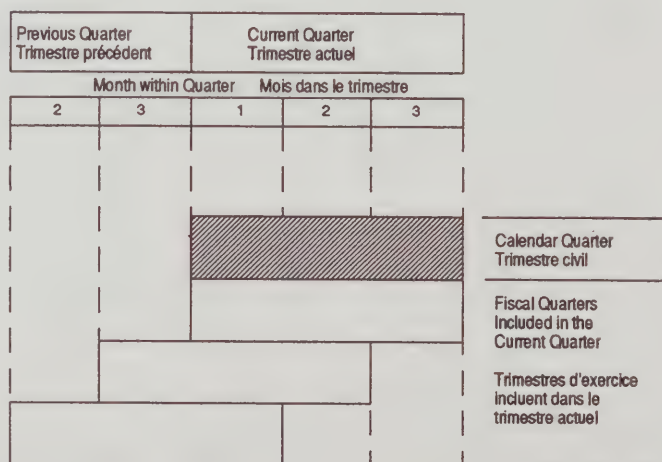 Previous Quarter
Trimestre précédent
Current Quarter
Trimestre actuel
Month within Quarter Mois dans le trimestre
2 3 1 2 3
Calendar Quarter
Trimestre civil
Fiscal Quarters
Included in the
Current Quarter
Trimestres d'exercice
incluent dans le
trimestre actuel